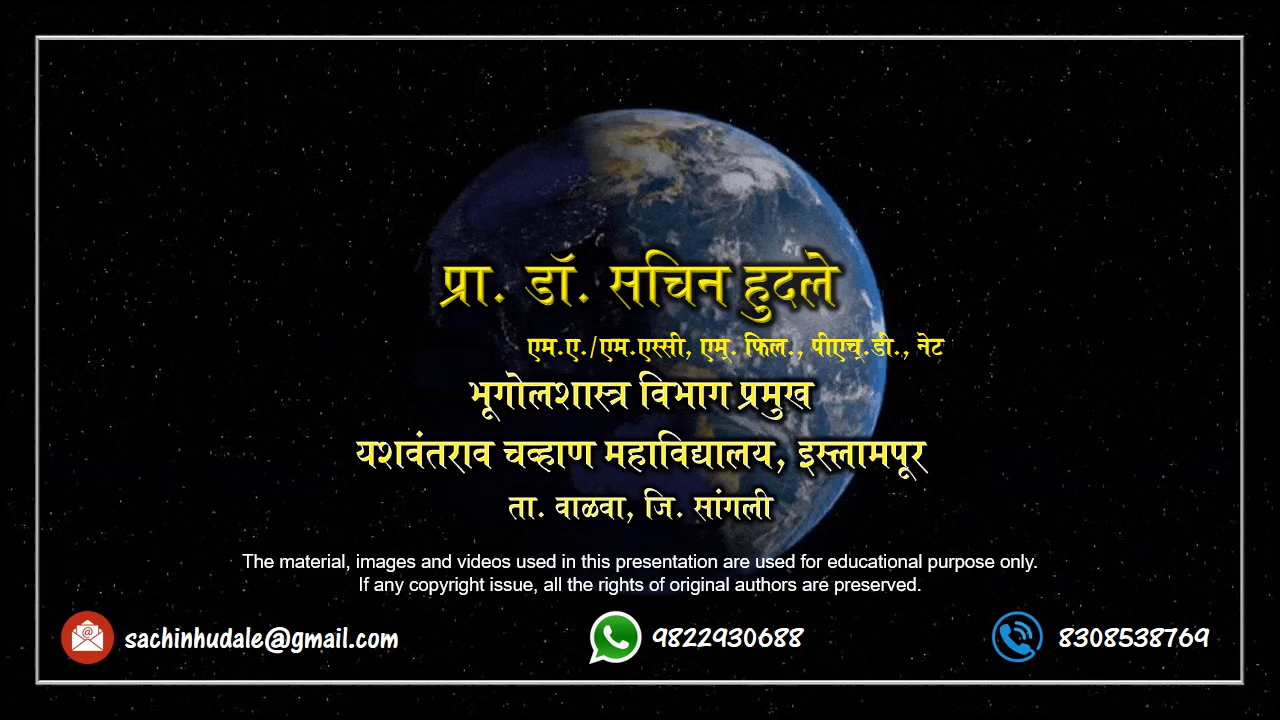 प्रा. डॉ. सचिन हुदले
एम.ए./एम.एस्सी, एम्. फिल., पीएच्.डी., नेट
भूगोलशास्त्र विभाग प्रमुख
यशवंतराव चव्हाण महाविद्यालय, इस्लामपूर
ता. वाळवा, जि. सांगली
The material, images and videos used in this presentation are used for educational purpose only.
If any copyright issue, all the rights of original authors are preserved.
sachinhudale@gmail.com
9822930688
8308538769